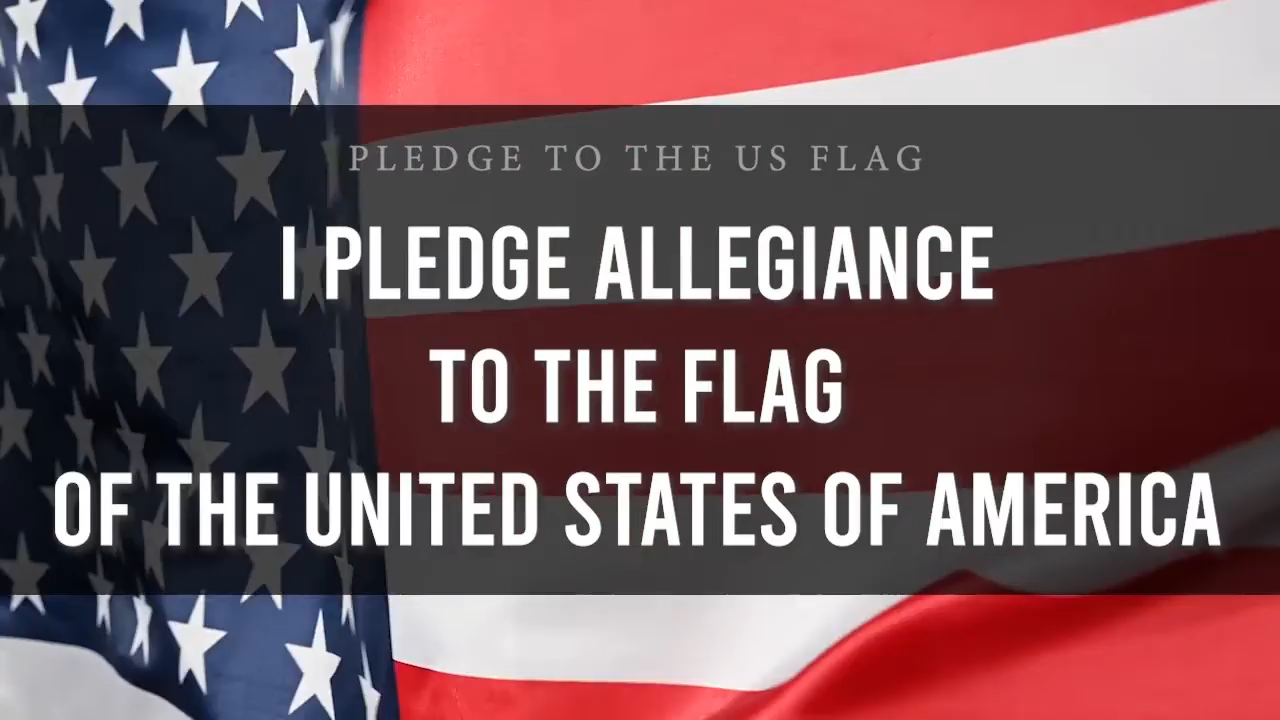 PLEDGE TO THE US FLAG
I PLEDGE ALLEGIANCE
TO THE FLAG
OF THE UNITED STATES OF AMERICA